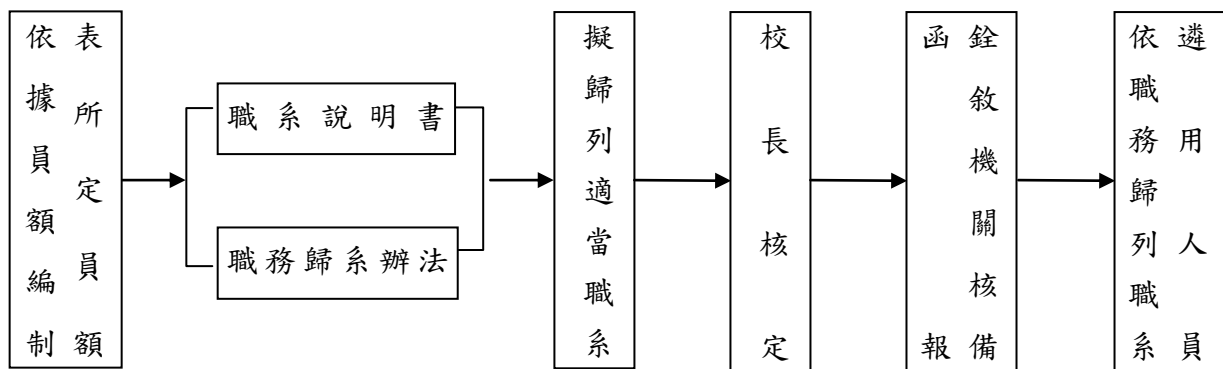 依據員額編制
表所定員額
職系說明書
職務歸系辦法
擬歸列適當職系
校長核定
函報
銓敘機關核備
依職務歸列職系
遴用人員